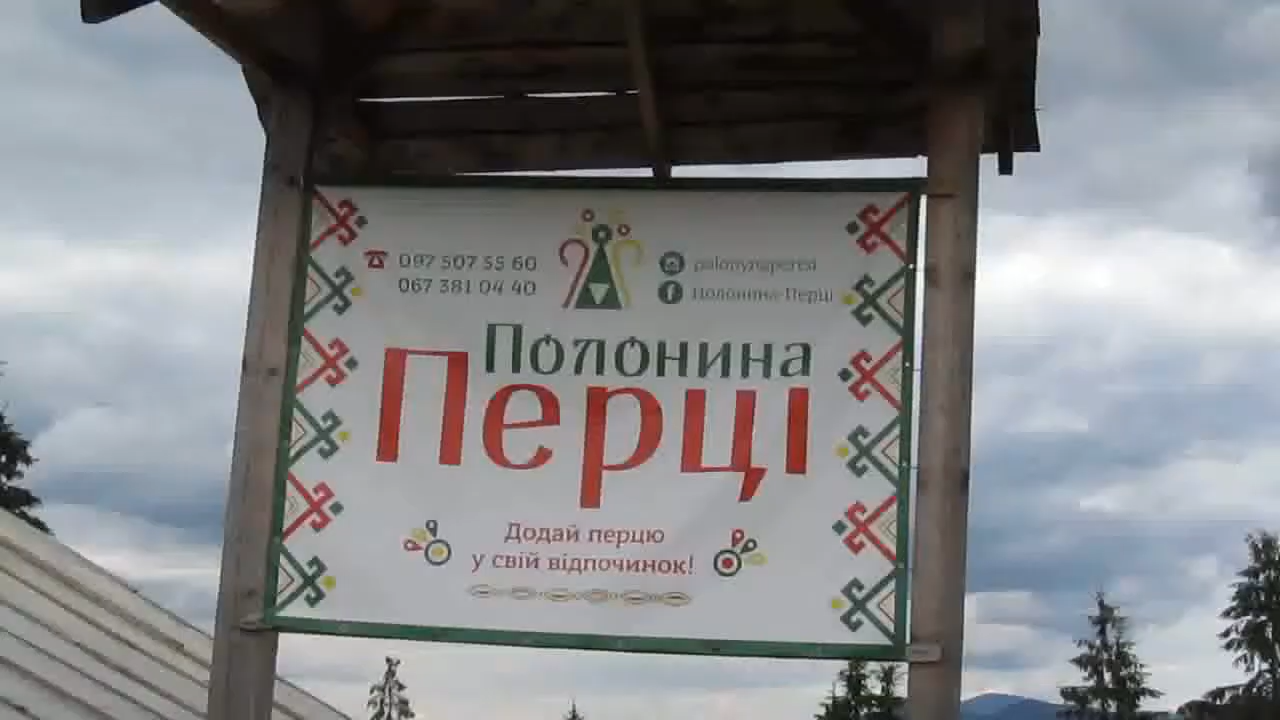 097 507 55 60
067 381 04 40
Полонина-Перці
Полонина
Перці
Додай перцю
у свій відпочинок!